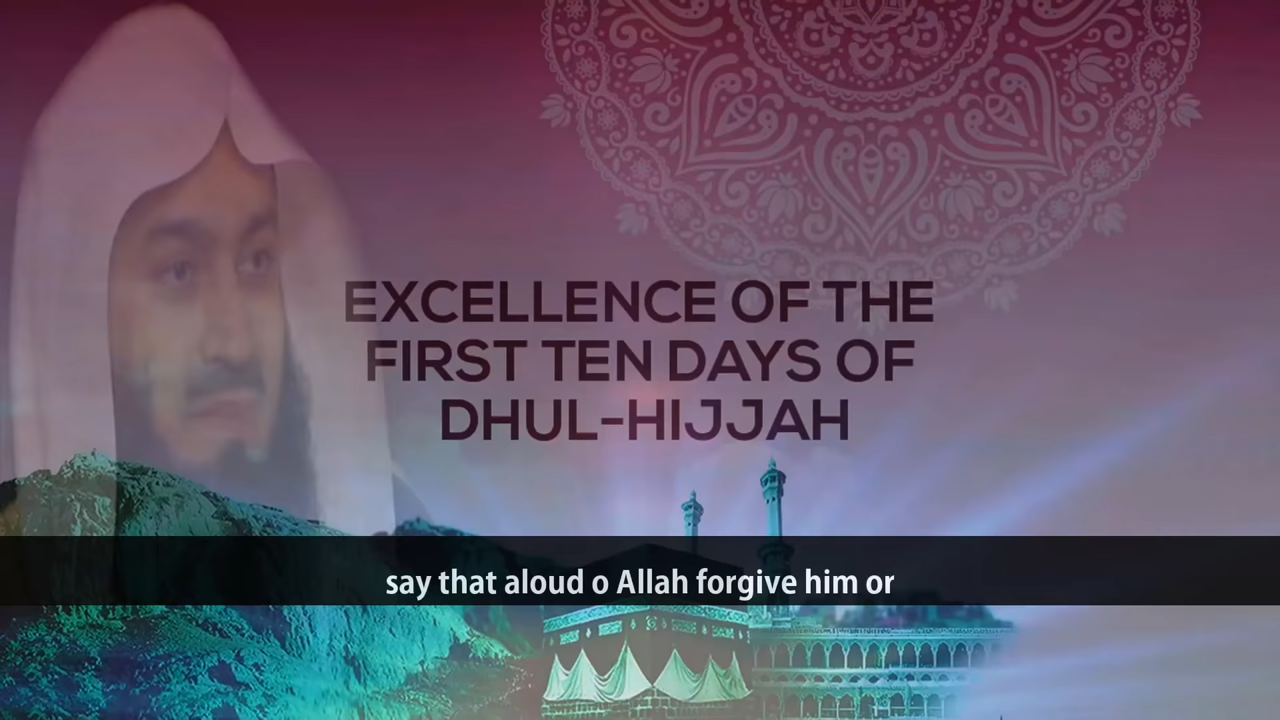 EXCELLENCE OF THE
FIRST TEN DAYS OF
DHUL-HIJJAH
say that aloud o Allah forgive him or